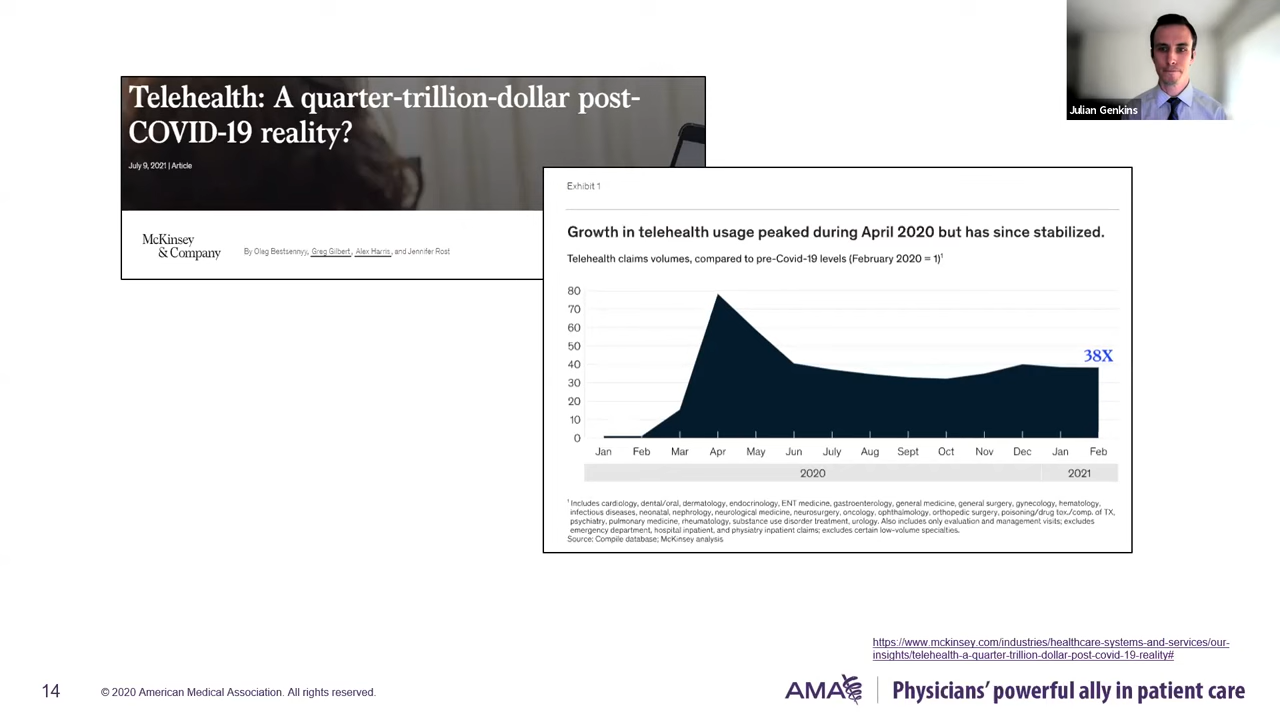 Julian Genkins
Telehealth: A quarter-trillion-dollar post-
COVID-19 reality?
July 9, 2021 | Article
McKinsey
& Company
By Oleg Bestsennyy, Greg Gilbert, Alex Harris, and Jennifer Rost
Exhibit 1
Growth in telehealth usage peaked during April 2020 but has since stabilized.
Telehealth claims volumes, compared to pre-Covid-19 levels (February 2020 = 1)¹
80
70
60
50
40
30
20
10
0
38X
Jan Feb Mar Apr May Jun July Aug Sept Oct Nov Dec Jan Feb
2020 2021
¹ Includes cardiology, dental/oral, dermatology, endocrinology, ENT medicine, gastroenterology, general medicine, general surgery, gynecology, hematology,
infectious diseases, neonatal, nephrology, neurological medicine, neurosurgery, oncology, ophthalmology, orthopedic surgery, poisoning/drug tox./comp. of TX,
psychiatry, pulmonary medicine, rheumatology, substance use disorder treatment, urology. Also includes only evaluation and management visits; excludes
emergency department, hospital inpatient, and physiatry inpatient claims; excludes certain low-volume specialties.
Source: Compile database; McKinsey analysis
https://www.mckinsey.com/industries/healthcare-systems-and-services/our-
insights/telehealth-a-quarter-trillion-dollar-post-covid-19-reality#
14
© 2020 American Medical Association. All rights reserved.
AMA
Physicians' powerful ally in patient care